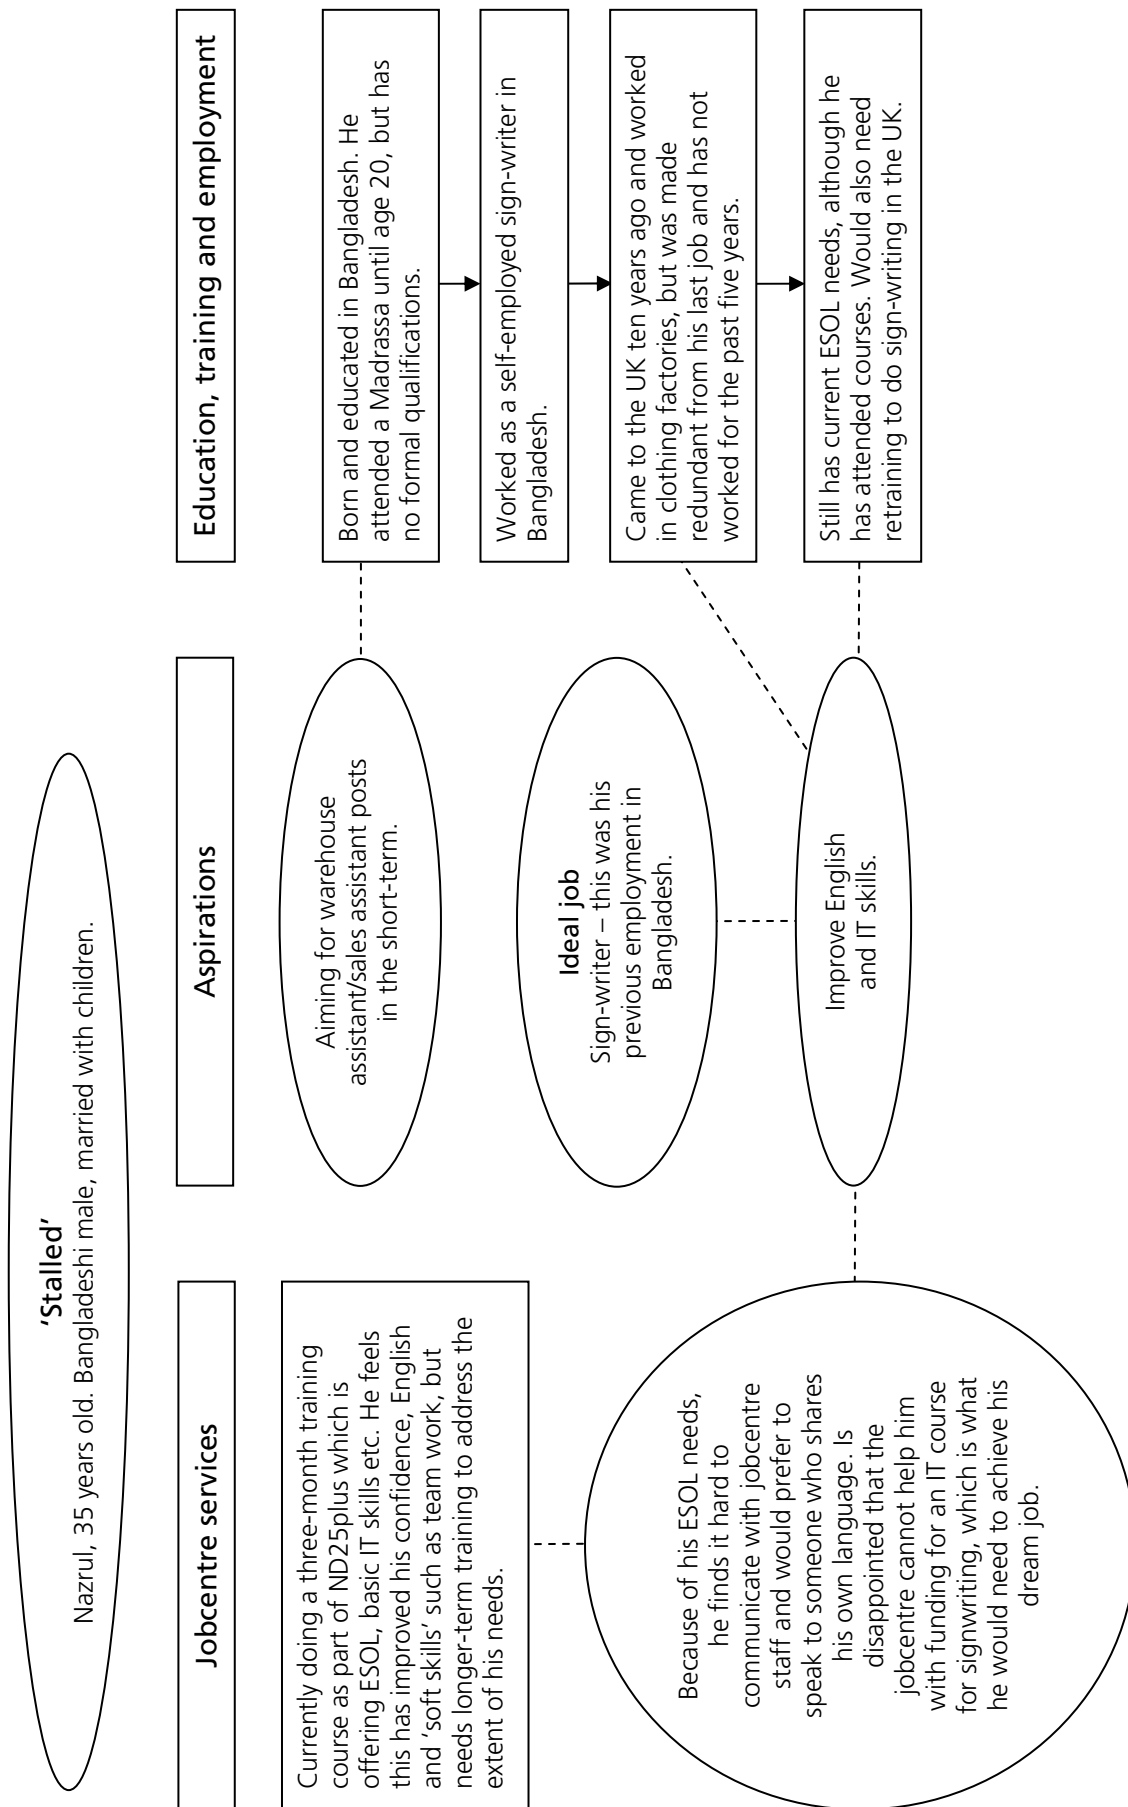 'Stalled'
Nazrul, 35 years old. Bangladeshi male, married with children.
Jobcentre services
Currently doing a three-month training
course as part of ND25plus which is
offering ESOL, basic IT skills etc. He feels
this has improved his confidence, English
and 'soft skills' such as team work, but
needs longer-term training to address the
extent of his needs.
Because of his ESOL needs,
he finds it hard to
communicate with jobcentre
staff and would prefer to
speak to someone who shares
his own language. Is
disappointed that the
jobcentre cannot help him
with funding for an IT course
for signwriting, which is what
he would need to achieve his
dream job.
Aspirations
Aiming for warehouse
assistant/sales assistant posts
in the short-term.
Ideal job
Sign-writer – this was his
previous employment in
Bangladesh.
Improve English
and IT skills.
Education, training and employment
Born and educated in Bangladesh. He
attended a Madrassa until age 20, but has
no formal qualifications.
Worked as a self-employed sign-writer in
Bangladesh.
Came to the UK ten years ago and worked
in clothing factories, but was made
redundant from his last job and has not
worked for the past five years.
Still has current ESOL needs, although he
has attended courses. Would also need
retraining to do sign-writing in the UK.